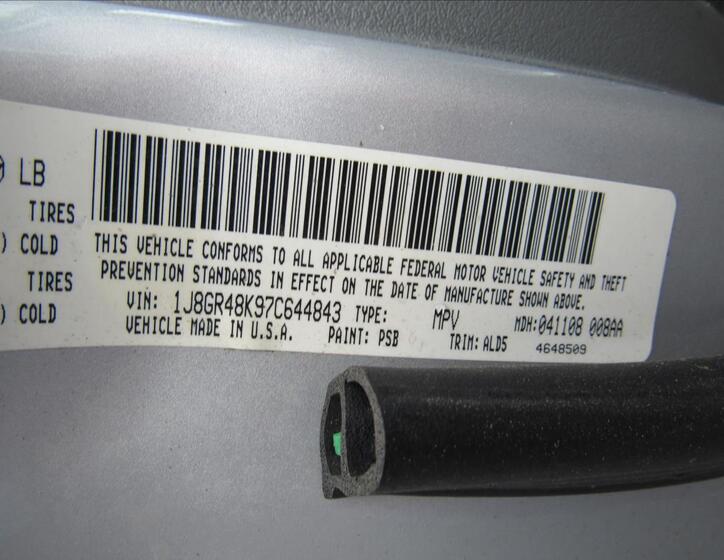 LB
TIRES
) COLD
TIRES
) COLD
THIS VEHICLE CONFORMS TO ALL APPLICABLE FEDERAL MOTOR VEHICLE SAFETY AND THEFT
PREVENTION STANDARDS IN EFFECT ON THE DATE OF MANUFACTURE SHOWN ABOVE.
VIN: 1J8GR48K97C644843 TYPE: MPV MDH: 041108 008AA
VEHICLE MADE IN U.S.A. PAINT: PSB TRIM: ALD5 4648509